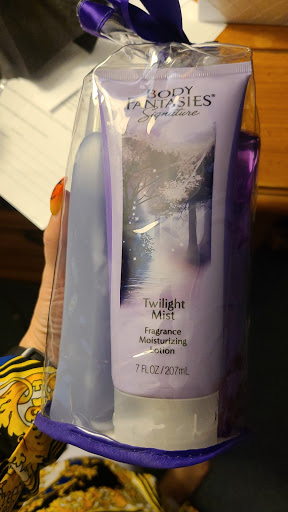 BODY
FANTASIES®
Signature
Twilight
Mist
Fragrance
Moisturizing
Lotion
7 FL OZ/207mL